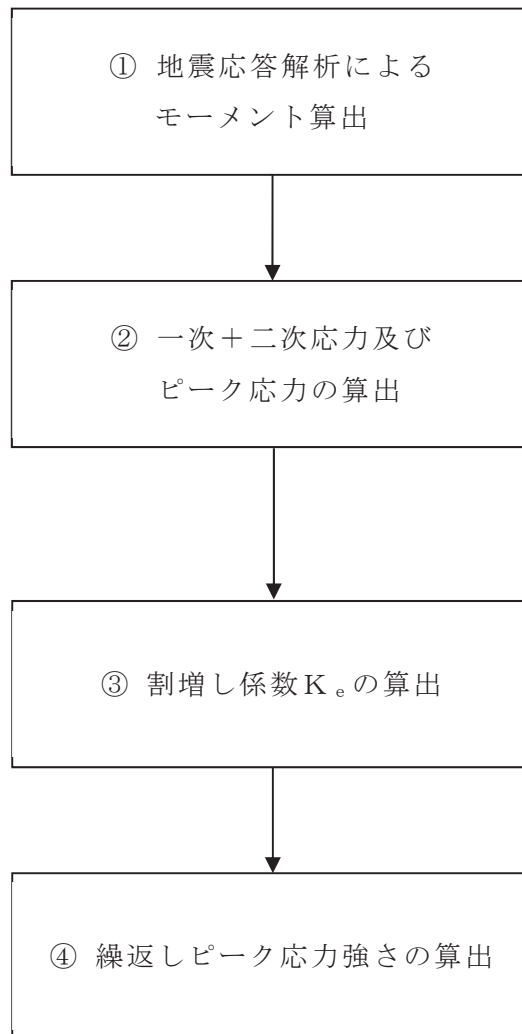 ① 地震応答解析による
モーメント算出
② 一次＋二次応力及び
ピーク応力の算出
③ 割増し係数Ｋｅの算出
④ 繰返しピーク応力強さの算出